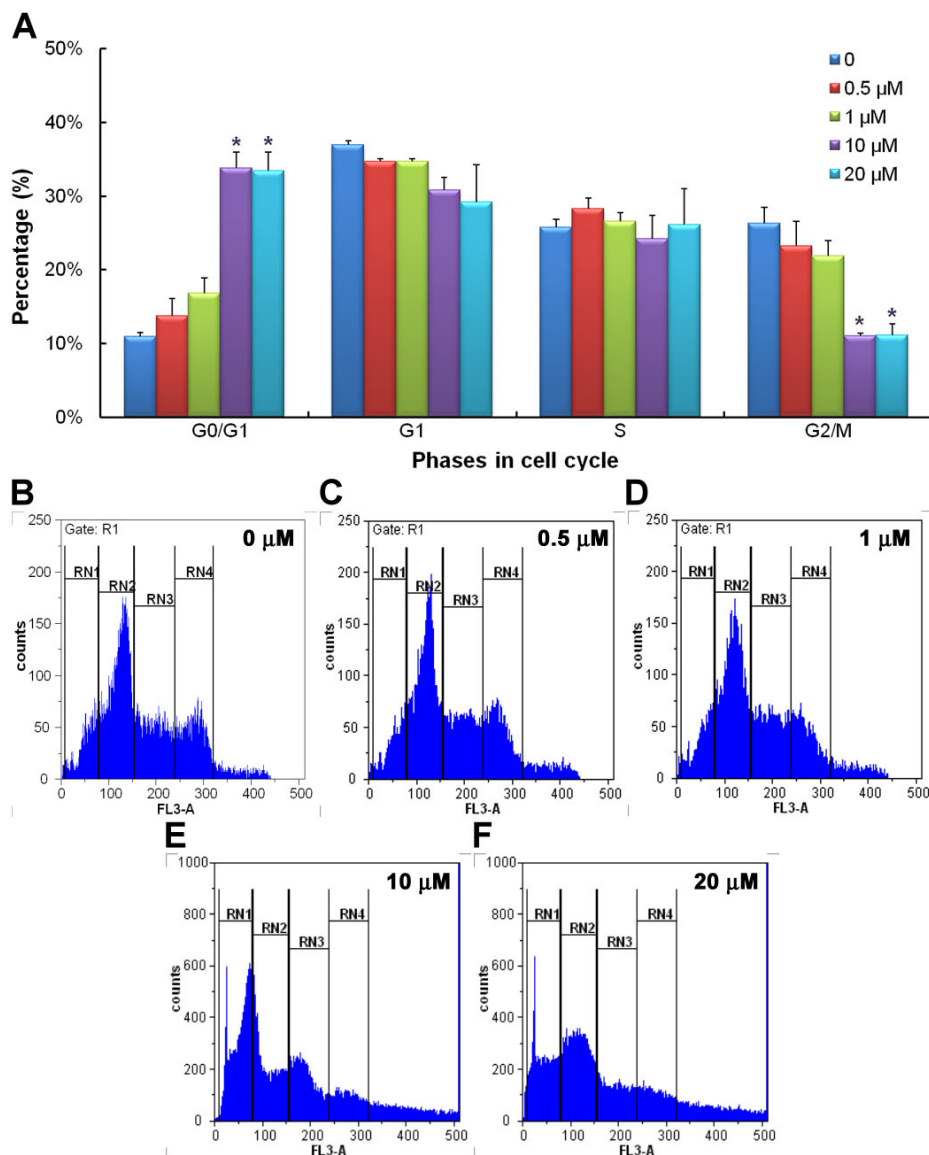 A
50%
40%
30%
20%
10%
0%
Percentage (%)
0
0.5 μM
1 μM
10 μM
20 μM
* *
* *
G0/G1 G1 S G2/M
Phases in cell cycle
B
Gate: R1
0 μM
RN1
RN2
RN3
RN4
250
200
150
100
50
0
counts
0 100 200 300 400 500
FL3-A
C
Gate: R1
0.5 μM
RN1
RN2
RN3
RN4
250
200
150
100
50
0
counts
0 100 200 300 400 500
FL3-A
D
Gate: R1
1 μM
RN1
RN2
RN3
RN4
250
200
150
100
50
0
counts
0 100 200 300 400 500
FL3-A
E
10 μM
RN1
RN2
RN3
RN4
1000
800
600
400
200
0
counts
0 100 200 300 400 500
FL3-A
F
20 μM
RN1
RN2
RN3
RN4
1000
800
600
400
200
0
counts
0 100 200 300 400 500
FL3-A